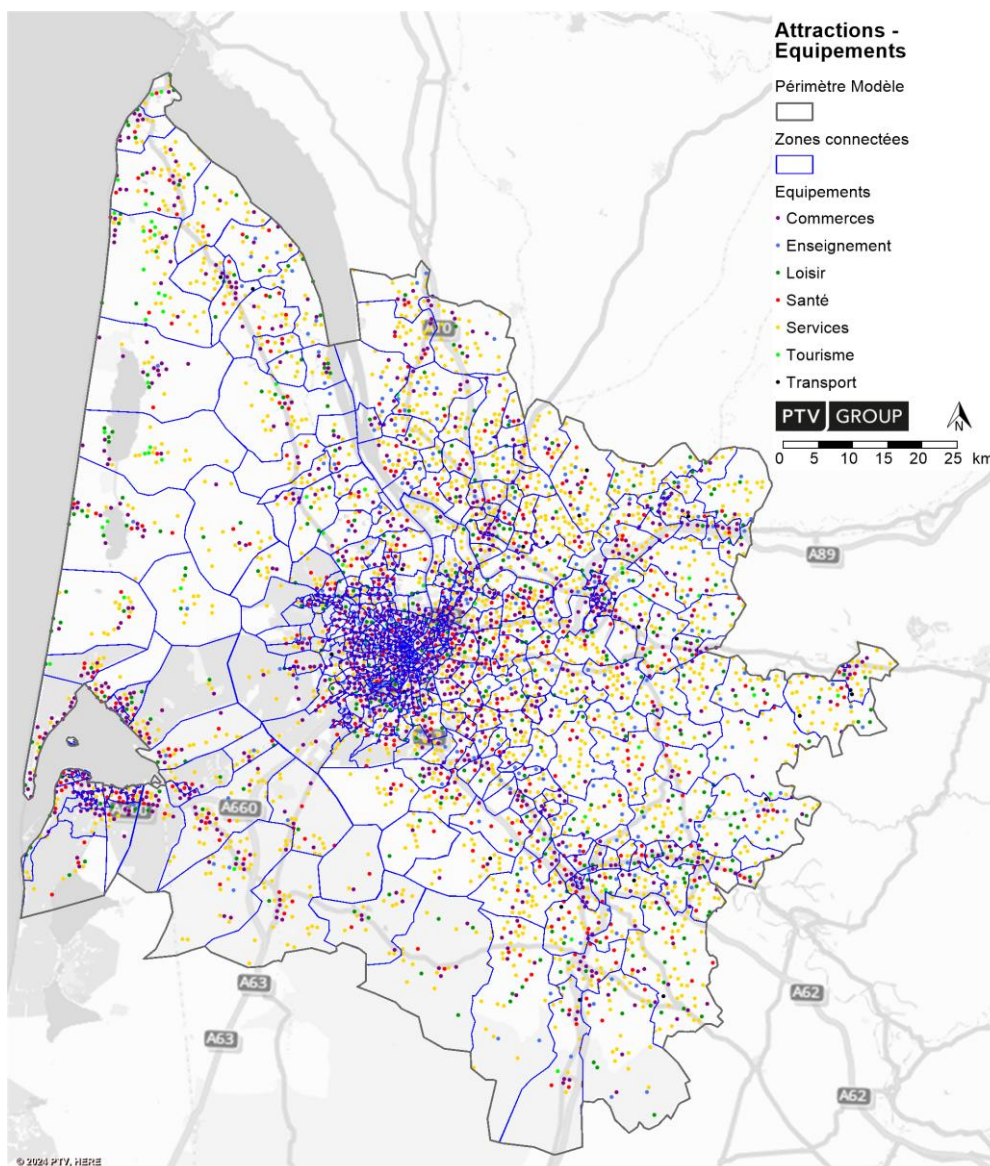 Attractions -
Equipements
Périmètre Modèle
Zones connectées
Equipements
Commerces
Enseignement
Loisir
Santé
Services
Tourisme
Transport
PTV GROUP
N
0 5 10 15 20 25 km
A89
A660
A63
A63
A62
A62
© 2024 PTV, HERE